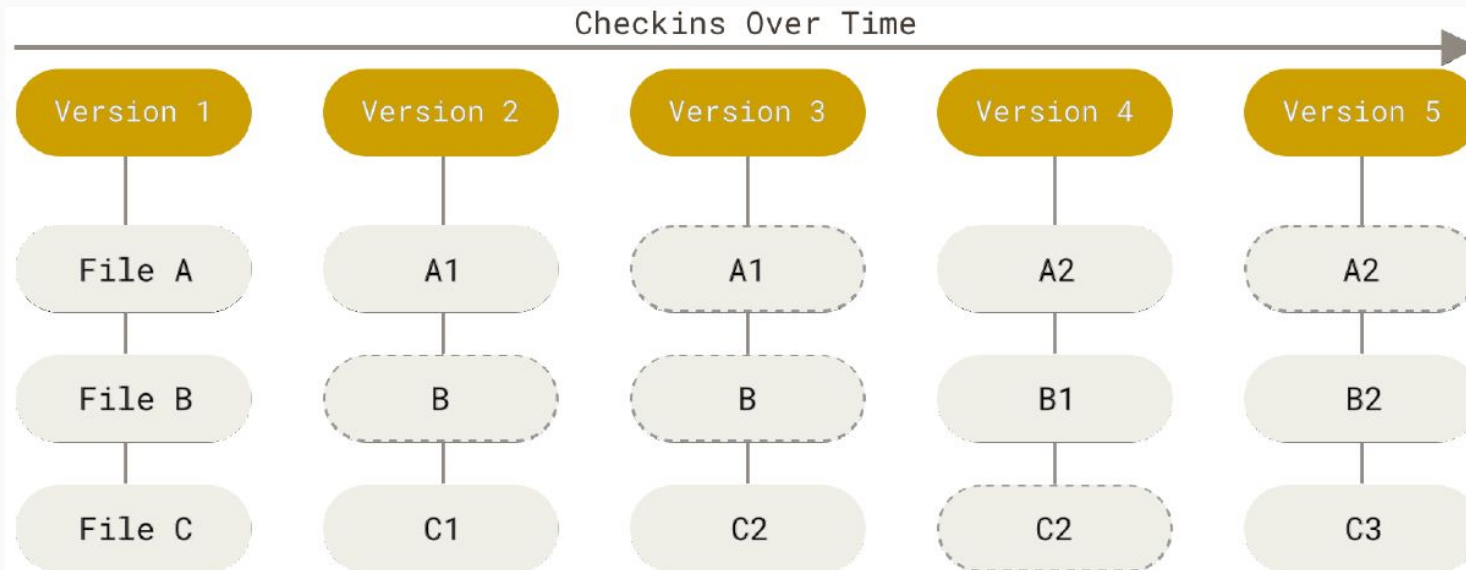 Checkins Over Time
Version 1 Version 2 Version 3 Version 4 Version 5
File A A1 A1 A2 A2
File B B B B1 B2
File C C1 C2 C2 C3